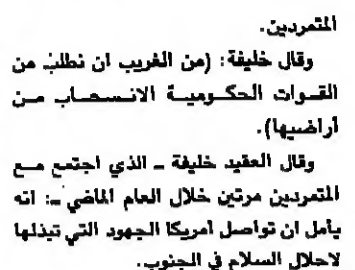 المتمردين.
وقال خليفة: (من الغريب ان نطلب من
القوات الحكومية الانسحاب من
أراضيها).
وقال العقيد خليفة ـ الذي اجتمع مع
المتمردين مرتين خلال العام الماضي ـ: انه
يأمل ان تواصل امريكا الجهود التي تبذلها
لاحلال السلام في الجنوب.